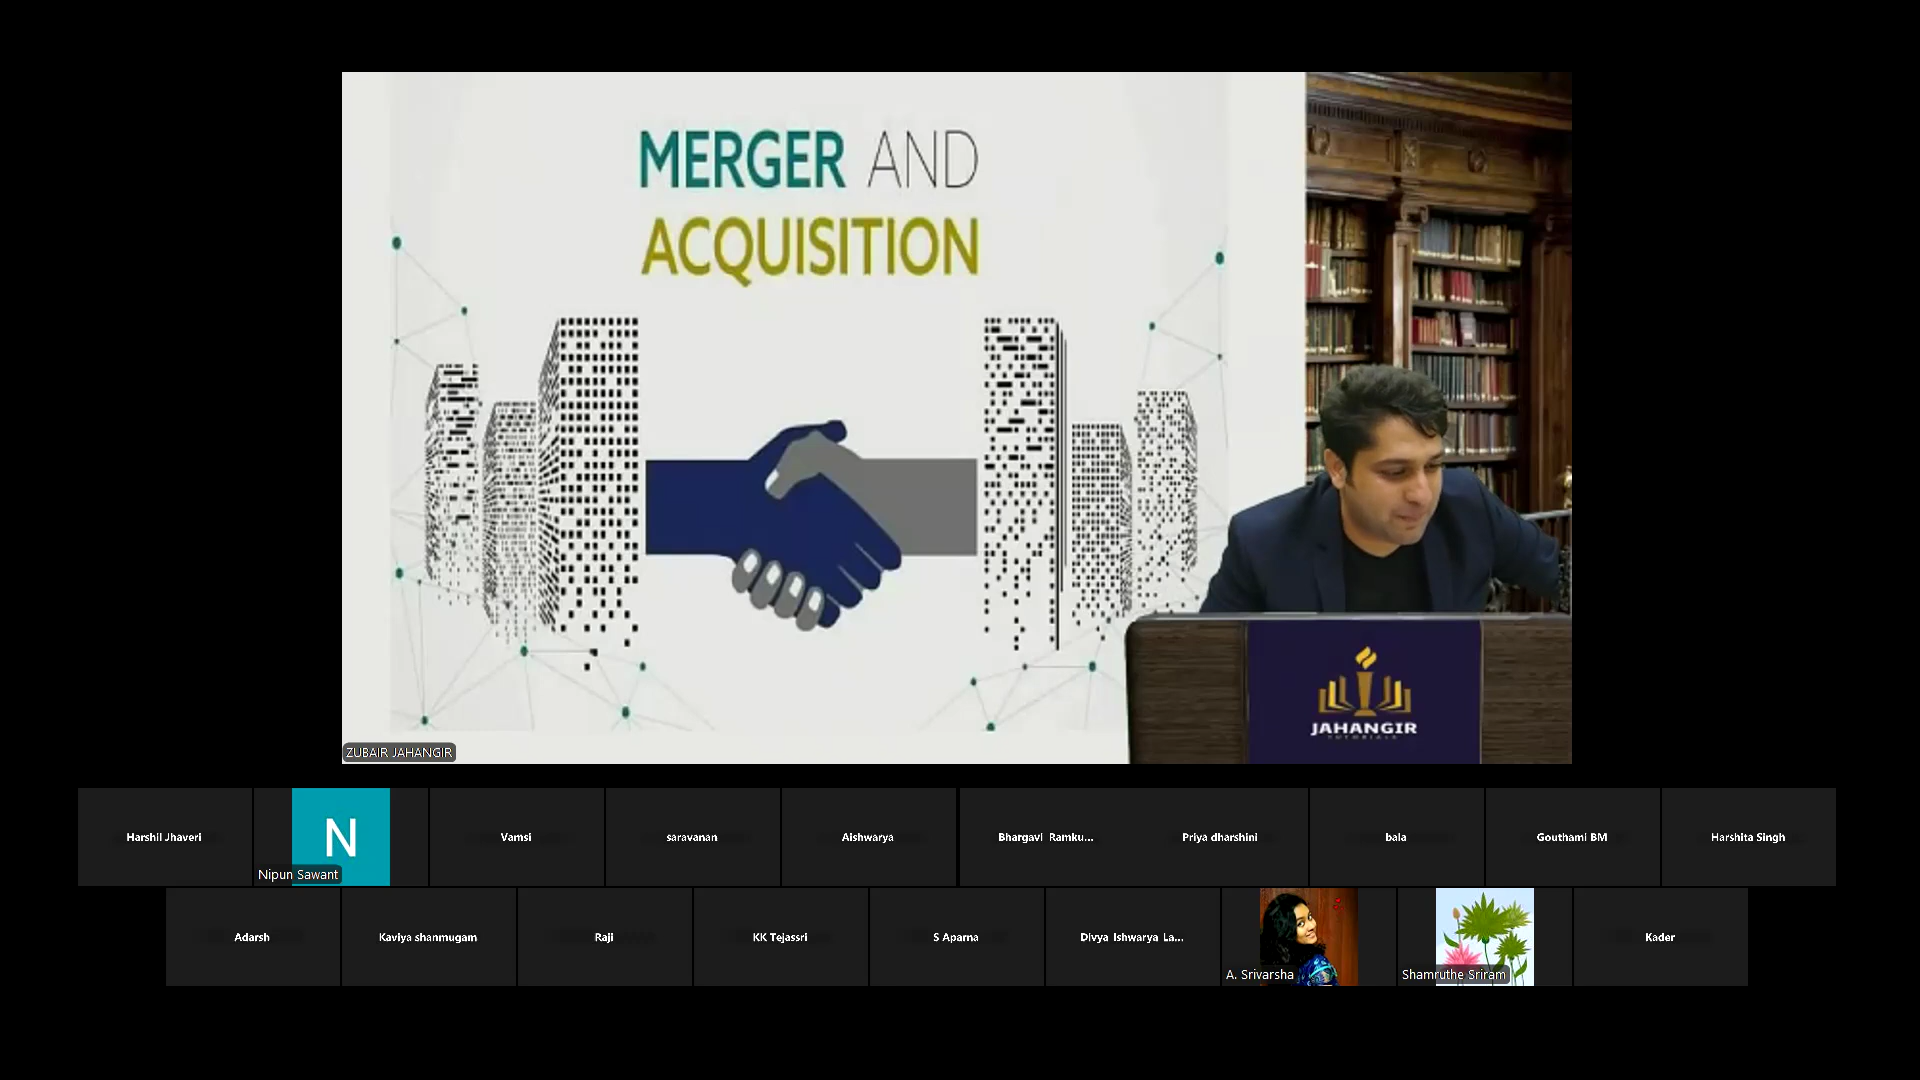 MERGER AND
ACQUISITION
JAHANGIR
TUTORIALS
ZUBAIR JAHANGIR
Harshil Jhaveri
N
Nipun Sawant
Vamsi
saravanan
Aishwarya
Bhargavi Ramku...
Priya dharshini
bala
Gouthami BM
Harshita Singh
Adarsh
Kaviya shanmugam
Raji
KK Tejassri
S Aparna
Divya Ishwarya La...
A. Srivarsha
Shamruthe Sriram
Kader